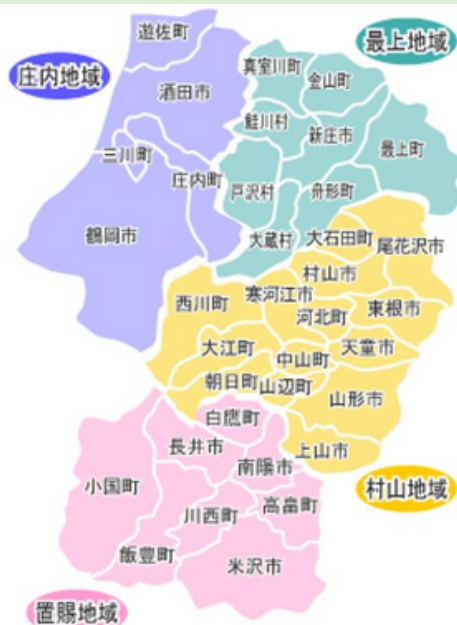 遊佐町
最上地域
庄内地域
真室川町
金山町
酒田市
鮭川村
新庄市
最上町
三川町
庄内町
戸沢村
舟形町
鶴岡市
大蔵村
大石田町
尾花沢市
村山市
西川町
寒河江市
東根市
河北町
大江町
中山町
天童市
朝日町
山辺町
山形市
白鷹町
長井市
上山市
南陽市
小国町
村山地域
川西町
高畠町
飯豊町
米沢市
置賜地域